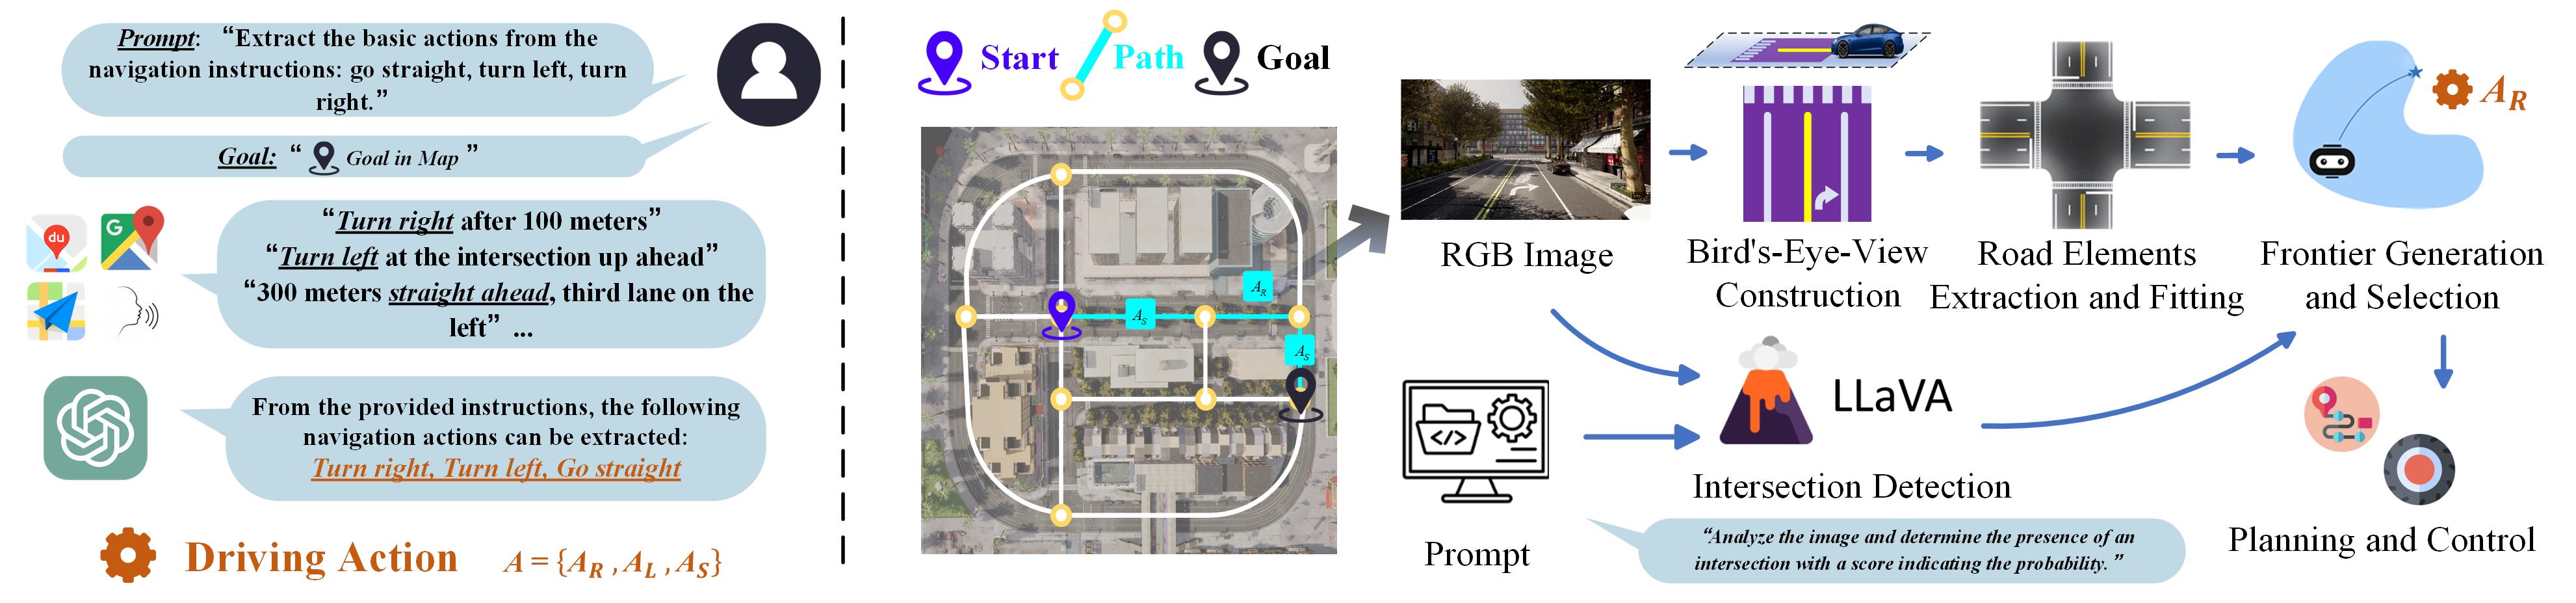 Prompt: “Extract the basic actions from the
navigation instructions: go straight, turn left, turn
right.”
Goal: “ Goal in Map ”
du
G
“Turn right after 100 meters”
“Turn left at the intersection up ahead”
“300 meters straight ahead, third lane on the
left” ...
From the provided instructions, the following
navigation actions can be extracted:
Turn right, Turn left, Go straight
Driving Action A = {A_R , A_L , A_S}
Start Path Goal
A_R
A_S
A_S
RGB Image
Bird's-Eye-View
Construction
Road Elements
Extraction and Fitting
A_R
Frontier Generation
and Selection
</>
Prompt
LLaVA
Intersection Detection
“Analyze the image and determine the presence of an
intersection with a score indicating the probability.”
Planning and Control